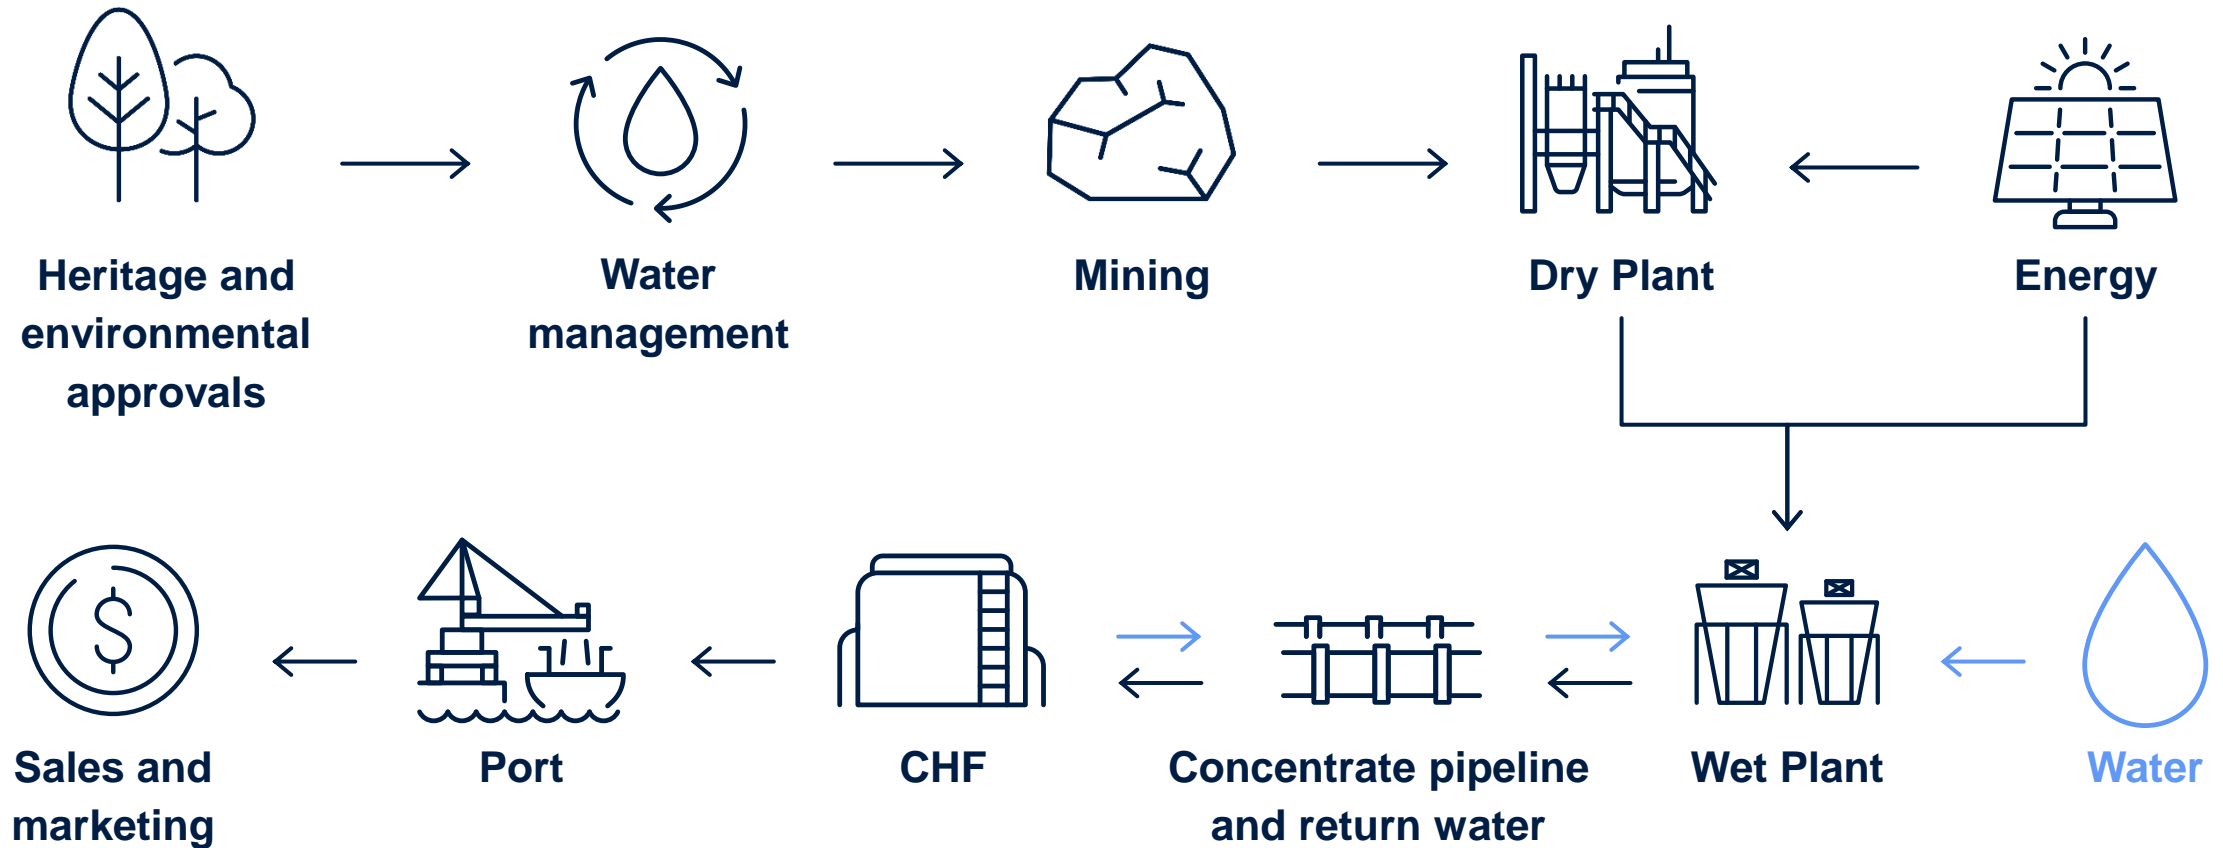 Heritage and
environmental
approvals
Water
management
Mining
Dry Plant
Energy
Sales and
marketing
Port
CHF
Concentrate pipeline
and return water
Wet Plant
Water